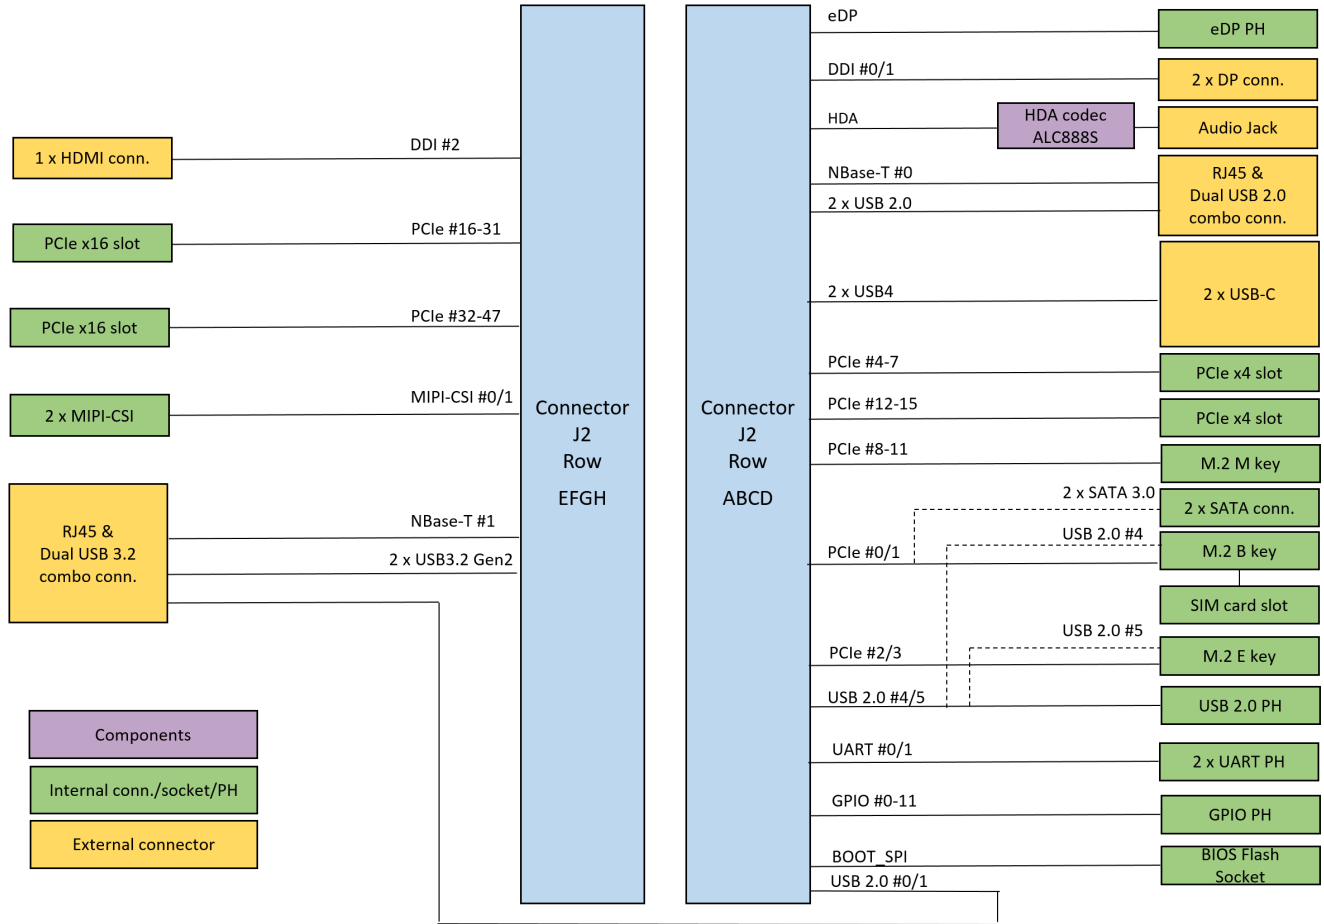 1 x HDMI conn.
DDI #2
PCIe x16 slot
PCIe #16-31
PCIe x16 slot
PCIe #32-47
2 x MIPI-CSI
MIPI-CSI #0/1
RJ45 &
Dual USB 3.2
combo conn.
NBase-T #1
2 x USB3.2 Gen2
Components
Internal conn./socket/PH
External connector
Connector
J2
Row
EFGH
Connector
J2
Row
ABCD
eDP
eDP PH
DDI #0/1
2 x DP conn.
HDA
HDA codec
ALC888S
Audio Jack
NBase-T #0
2 x USB 2.0
RJ45 &
Dual USB 2.0
combo conn.
2 x USB4
2 x USB-C
PCIe #4-7
PCIe x4 slot
PCIe #12-15
PCIe x4 slot
PCIe #8-11
M.2 M key
2 x SATA 3.0
2 x SATA conn.
USB 2.0 #4
PCIe #0/1
M.2 B key
SIM card slot
USB 2.0 #5
PCIe #2/3
M.2 E key
USB 2.0 #4/5
USB 2.0 PH
UART #0/1
2 x UART PH
GPIO #0-11
GPIO PH
BOOT_SPI
BIOS Flash
Socket
USB 2.0 #0/1